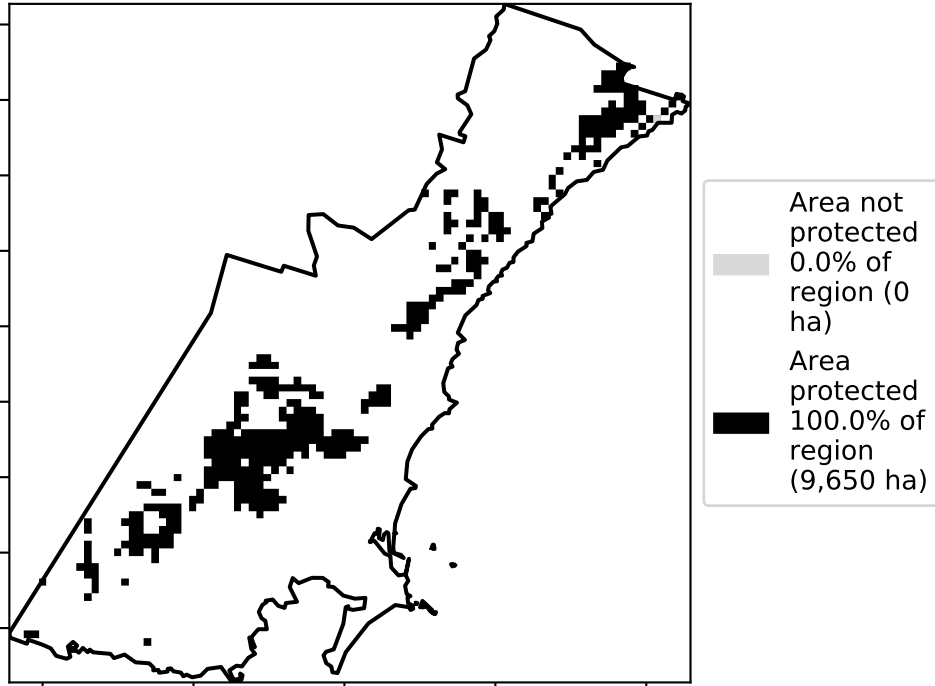 Area not
protected
0.0% of
region (0
ha)
Area
protected
100.0% of
region
(9,650 ha)